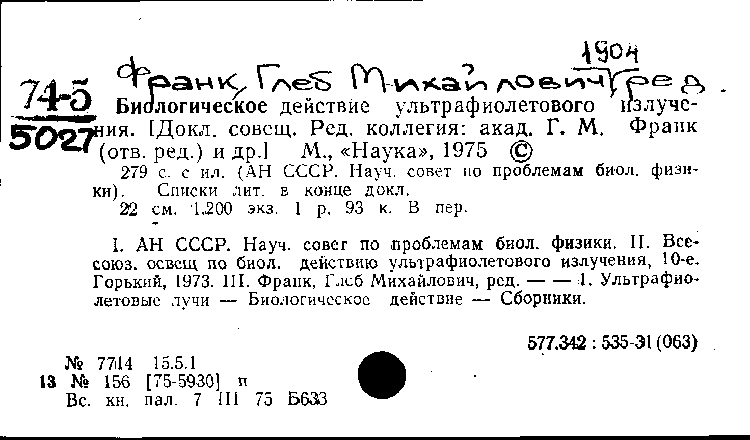 1904
Франк, Глеб Михайлович, ред.
74-5
5027
Биологическое действие ультрафиолетового излуче-
ния. [Докл. совещ. Ред. коллегия: акад. Г. М. Франк
(отв. ред.) и др.] М., «Наука», 1975 ©
279 с. с ил. (АН СССР. Науч. совет по проблемам биол. физи-
ки). Списки лит. в конце докл.
22 см. 1.200 экз. 1 р. 93 к. В пер.
I. АН СССР. Науч. совет по проблемам биол. физики. II. Все-
союз. совещ по биол. действию ультрафиолетового излучения, 10-е.
Горький, 1973. III. Франк, Глеб Михайлович, ред. — — 1. Ультрафио-
летовые лучи — Биологическое действие — Сборники.
577.342 : 535-31 (063)
№ 7714 15.5.1
13 № 156 [75-5930] п
Вс. кн. пал. 7 III 75 Б633